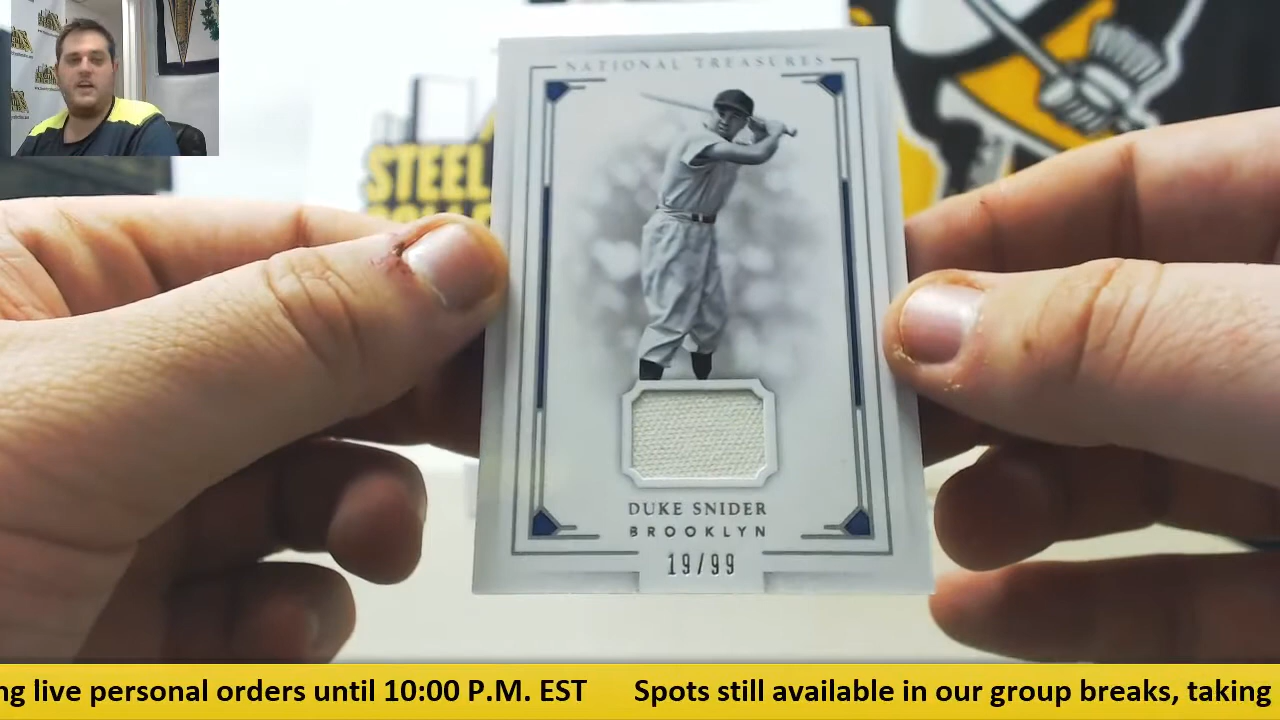 NATIONAL TREASURES
STEEL
DUKE SNIDER
BROOKLYN
19/99
ng live personal orders until 10:00 P.M. EST Spots still available in our group breaks, taking